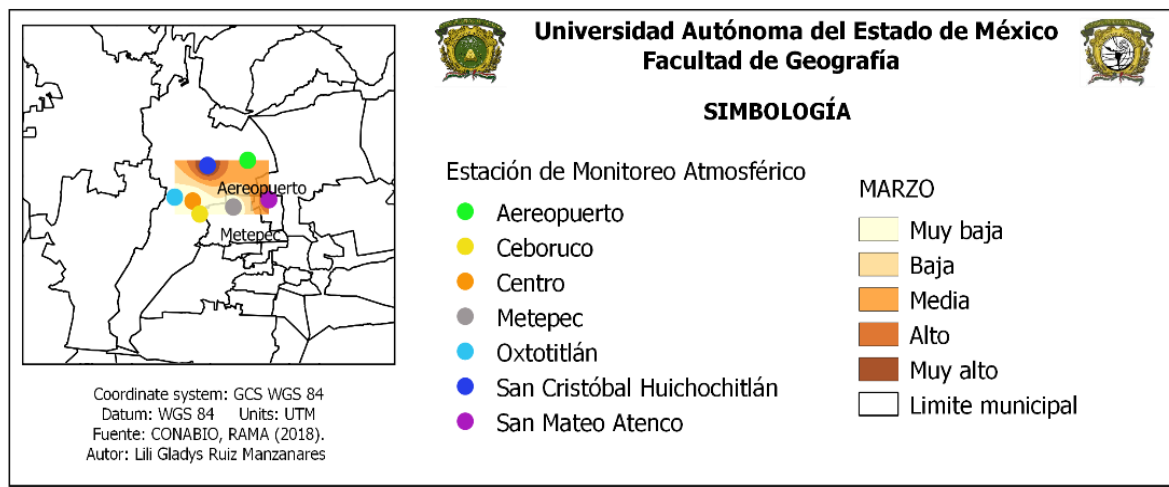 Aereopuerto
Metepec
Coordinate system: GCS WGS 84
Datum: WGS 84 Units: UTM
Fuente: CONABIO, RAMA (2018).
Autor: Lili Gladys Ruiz Manzanares
Universidad Autónoma del Estado de México
Facultad de Geografía
SIMBOLOGÍA
Estación de Monitoreo Atmosférico
Aereopuerto
Ceboruco
Centro
Metepec
Oxtotitlán
San Cristóbal Huichochitlán
San Mateo Atenco
MARZO
Muy baja
Baja
Media
Alto
Muy alto
Limite municipal